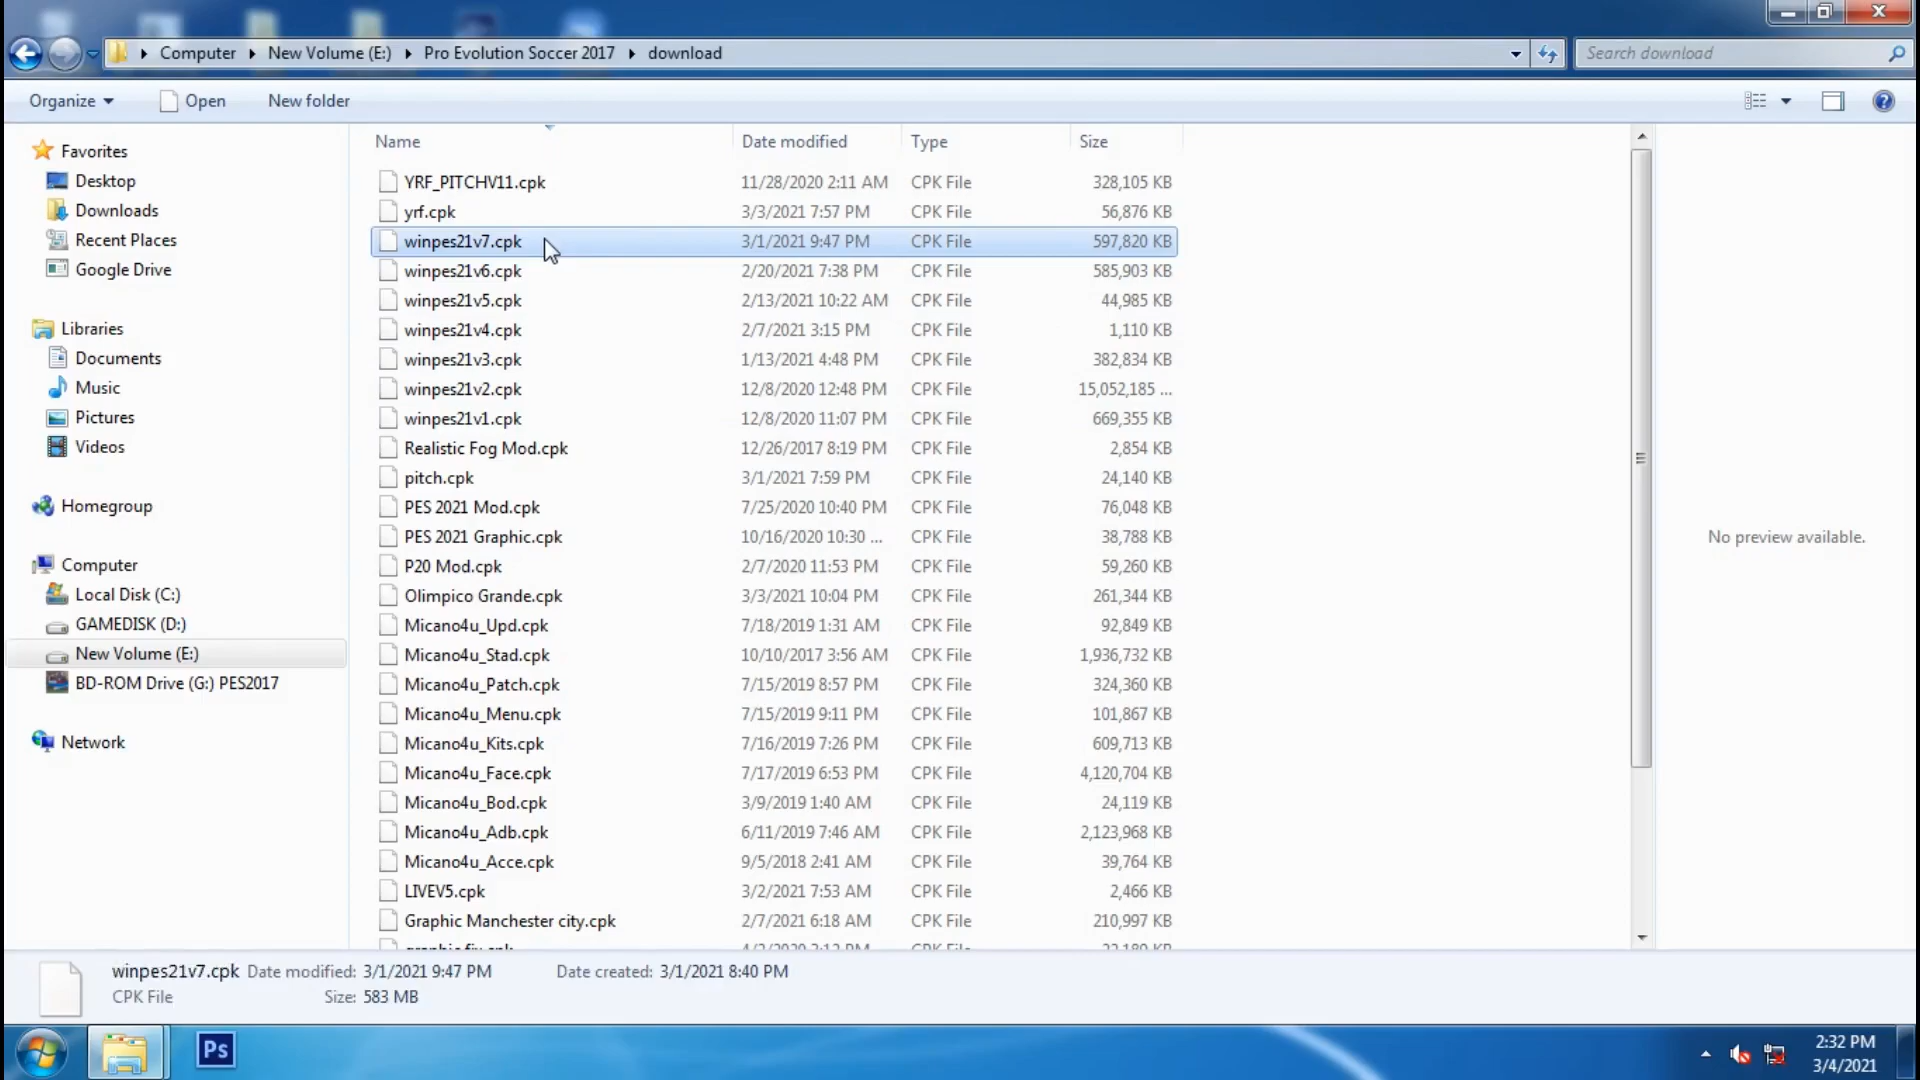 Computer New Volume (E:) Pro Evolution Soccer 2017 download Search download
Organize Open New folder
Name Date modified Type Size
Favorites
Desktop
Downloads
Recent Places
Google Drive
Libraries
Documents
Music
Pictures
Videos
Homegroup
Computer
Local Disk (C:)
GAMEDISK (D:)
New Volume (E:)
BD-ROM Drive (G:) PES2017
Network
YRF_PITCHV11.cpk 11/28/2020 2:11 AM CPK File 328,105 KB
yrf.cpk 3/3/2021 7:57 PM CPK File 56,876 KB
winpes21v7.cpk 3/1/2021 9:47 PM CPK File 597,820 KB
winpes21v6.cpk 2/20/2021 7:38 PM CPK File 585,903 KB
winpes21v5.cpk 2/13/2021 10:22 AM CPK File 44,985 KB
winpes21v4.cpk 2/7/2021 3:15 PM CPK File 1,110 KB
winpes21v3.cpk 1/13/2021 4:48 PM CPK File 382,834 KB
winpes21v2.cpk 12/8/2020 12:48 PM CPK File 15,052,185 ...
winpes21v1.cpk 12/8/2020 11:07 PM CPK File 669,355 KB
Realistic Fog Mod.cpk 12/26/2017 8:19 PM CPK File 2,854 KB
pitch.cpk 3/1/2021 7:59 PM CPK File 24,140 KB
PES 2021 Mod.cpk 7/25/2020 10:40 PM CPK File 76,048 KB
PES 2021 Graphic.cpk 10/16/2020 10:30 ... CPK File 38,788 KB
P20 Mod.cpk 2/7/2020 11:53 PM CPK File 59,260 KB
Olimpico Grande.cpk 3/3/2021 10:04 PM CPK File 261,344 KB
Micano4u_Upd.cpk 7/18/2019 1:31 AM CPK File 92,849 KB
Micano4u_Stad.cpk 10/10/2017 3:56 AM CPK File 1,936,732 KB
Micano4u_Patch.cpk 7/15/2019 8:57 PM CPK File 324,360 KB
Micano4u_Menu.cpk 7/15/2019 9:11 PM CPK File 101,867 KB
Micano4u_Kits.cpk 7/16/2019 7:26 PM CPK File 609,713 KB
Micano4u_Face.cpk 7/17/2019 6:53 PM CPK File 4,120,704 KB
Micano4u_Bod.cpk 3/9/2019 1:40 AM CPK File 24,119 KB
Micano4u_Adb.cpk 6/11/2019 7:46 AM CPK File 2,123,968 KB
Micano4u_Acce.cpk 9/5/2018 2:41 AM CPK File 39,764 KB
LIVEV5.cpk 3/2/2021 7:53 AM CPK File 2,466 KB
Graphic Manchester city.cpk 2/7/2021 6:18 AM CPK File 210,997 KB
No preview available.
winpes21v7.cpk Date modified: 3/1/2021 9:47 PM Date created: 3/1/2021 8:40 PM
CPK File Size: 583 MB
Ps
2:32 PM
3/4/2021